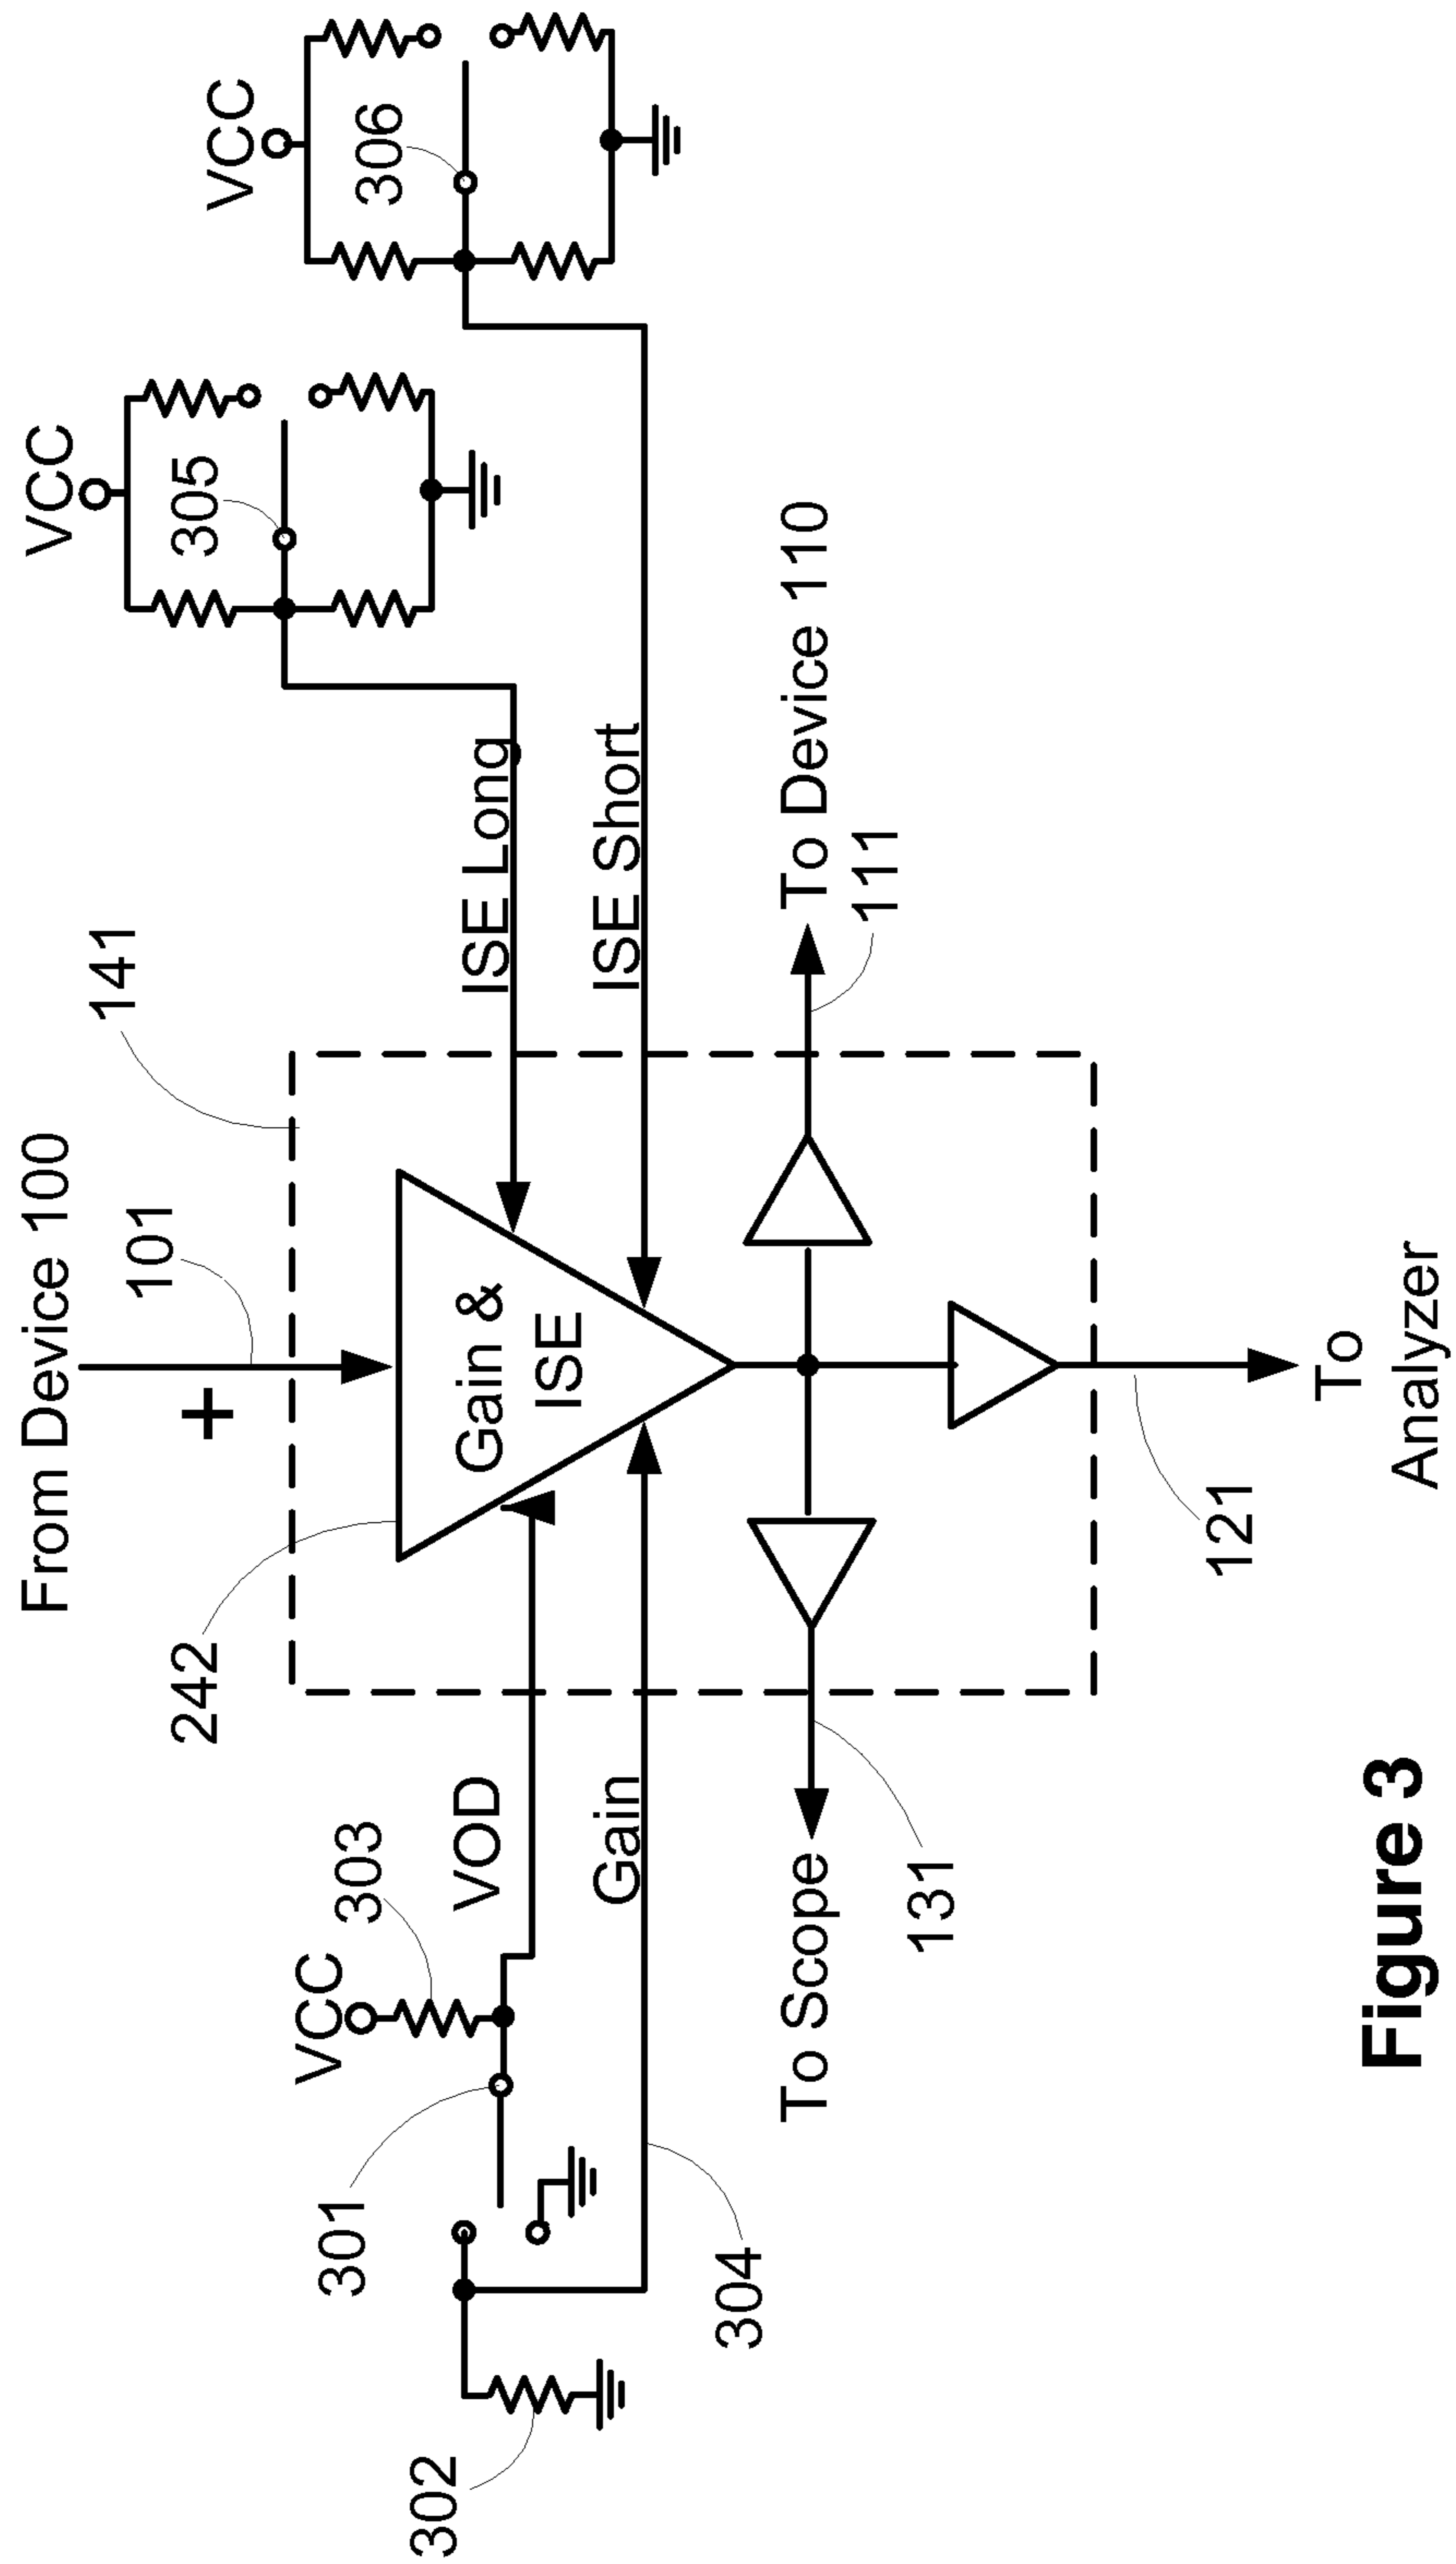 From Device 100
101
+
141
242
Gain &
ISE
VCC
305
VCC
306
ISE Long
ISE Short
VCC
303
VOD
301
Gain
302
304
To Device 110
111
To Scope
131
121
To
Analyzer
Figure 3